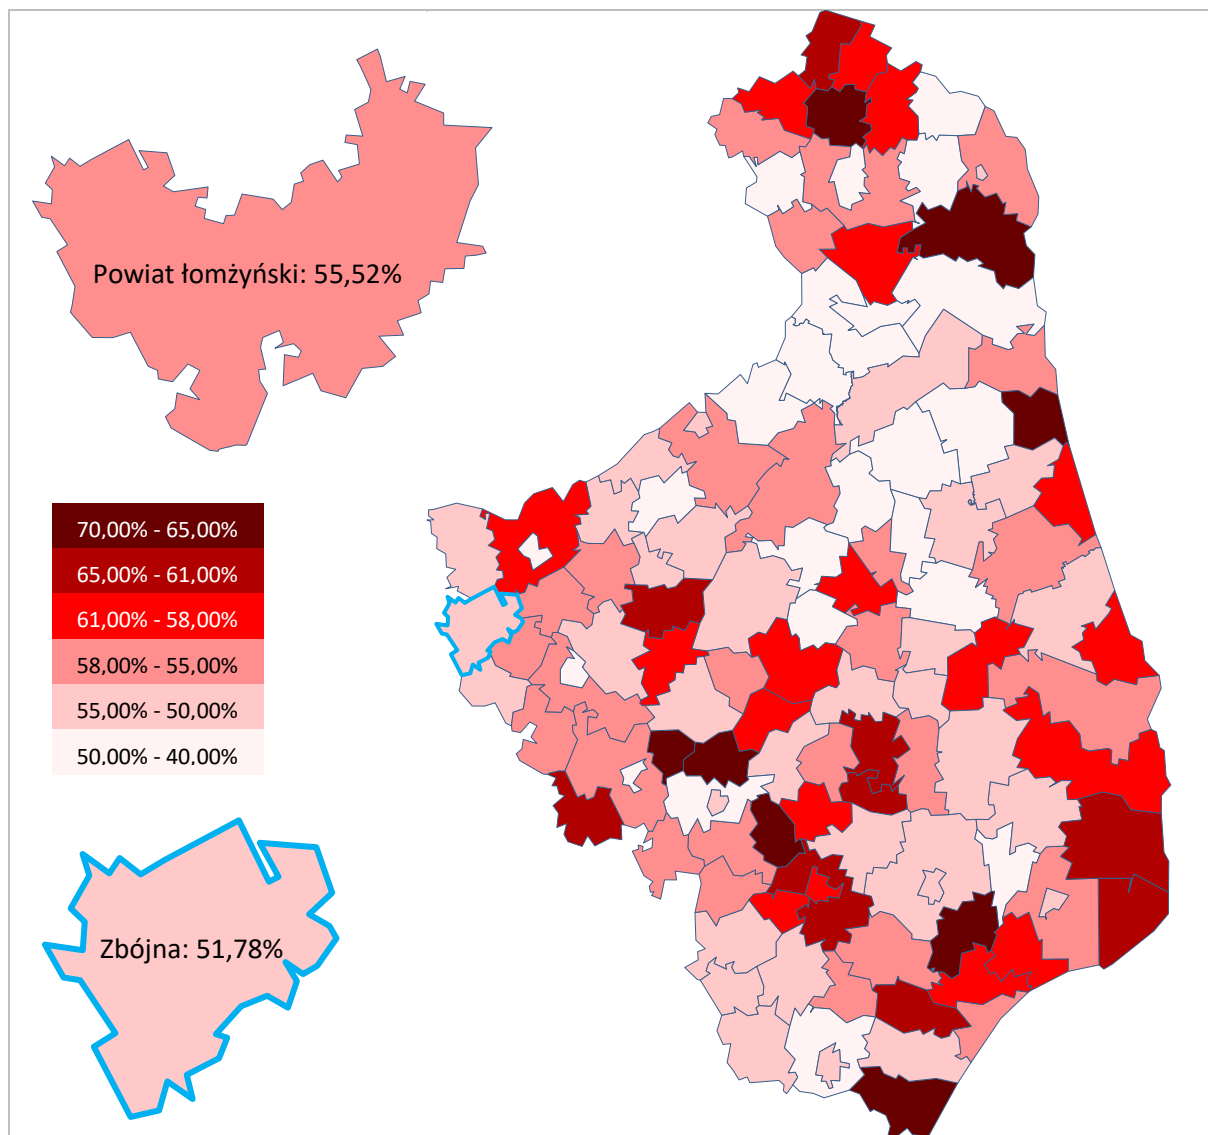 Powiat łomżyński: 55,52%
70,00% - 65,00%
65,00% - 61,00%
61,00% - 58,00%
58,00% - 55,00%
55,00% - 50,00%
50,00% - 40,00%
Zbójna: 51,78%